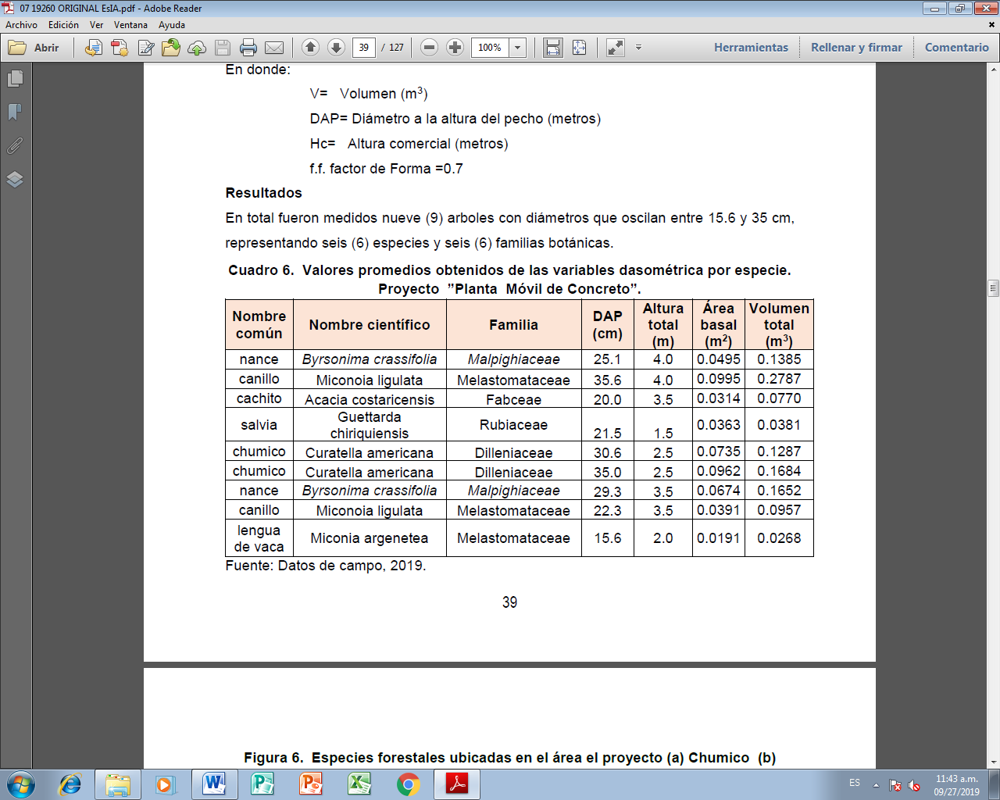 07 19260 ORIGINAL EsIA.pdf - Adobe Reader
Archivo Edición Ver Ventana Ayuda
Abrir 39 / 127 100% Herramientas Rellenar y firmar Comentario
En donde:
V= Volumen (m³)
DAP= Diámetro a la altura del pecho (metros)
Hc= Altura comercial (metros)
f.f. factor de Forma =0.7
Resultados
En total fueron medidos nueve (9) arboles con diámetros que oscilan entre 15.6 y 35 cm,
representando seis (6) especies y seis (6) familias botánicas.
Cuadro 6. Valores promedios obtenidos de las variables dasométrica por especie.
Proyecto ”Planta Móvil de Concreto”.
Nombre común Nombre científico Familia DAP (cm) Altura total (m) Área basal (m²) Volumen total (m³)
nance Byrsonima crassifolia Malpighiaceae 25.1 4.0 0.0495 0.1385
canillo Miconoia ligulata Melastomataceae 35.6 4.0 0.0995 0.2787
cachito Acacia costaricensis Fabceae 20.0 3.5 0.0314 0.0770
salvia Guettarda chiriquiensis Rubiaceae 21.5 1.5 0.0363 0.0381
chumico Curatella americana Dilleniaceae 30.6 2.5 0.0735 0.1287
chumico Curatella americana Dilleniaceae 35.0 2.5 0.0962 0.1684
nance Byrsonima crassifolia Malpighiaceae 29.3 3.5 0.0674 0.1652
canillo Miconoia ligulata Melastomataceae 22.3 3.5 0.0391 0.0957
lengua de vaca Miconia argenetea Melastomataceae 15.6 2.0 0.0191 0.0268
Fuente: Datos de campo, 2019.
39
Figura 6. Especies forestales ubicadas en el área el proyecto (a) Chumico (b)
ES 11:43 a.m.
09/27/2019